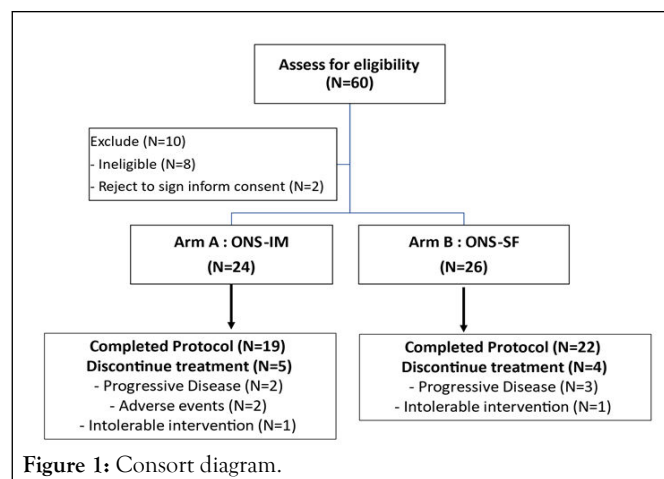 Assess for eligibility
(N=60)
Exclude (N=10)
- Ineligible (N=8)
- Reject to sign inform consent (N=2)
Arm A : ONS-IM
(N=24)
Arm B : ONS-SF
(N=26)
Completed Protocol (N=19)
Discontinue treatment (N=5)
- Progressive Disease (N=2)
- Adverse events (N=2)
- Intolerable intervention (N=1)
Completed Protocol (N=22)
Discontinue treatment (N=4)
- Progressive Disease (N=3)
- Intolerable intervention (N=1)
Figure 1: Consort diagram.